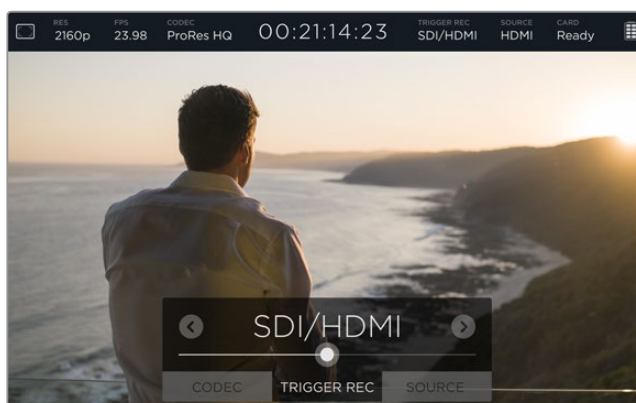 RES FPS CODEC TRIGGER REC SOURCE CARD
2160p 23.98 ProRes HQ 00:21:14:23 SDI/HDMI HDMI Ready
SDI/HDMI
CODEC TRIGGER REC SOURCE